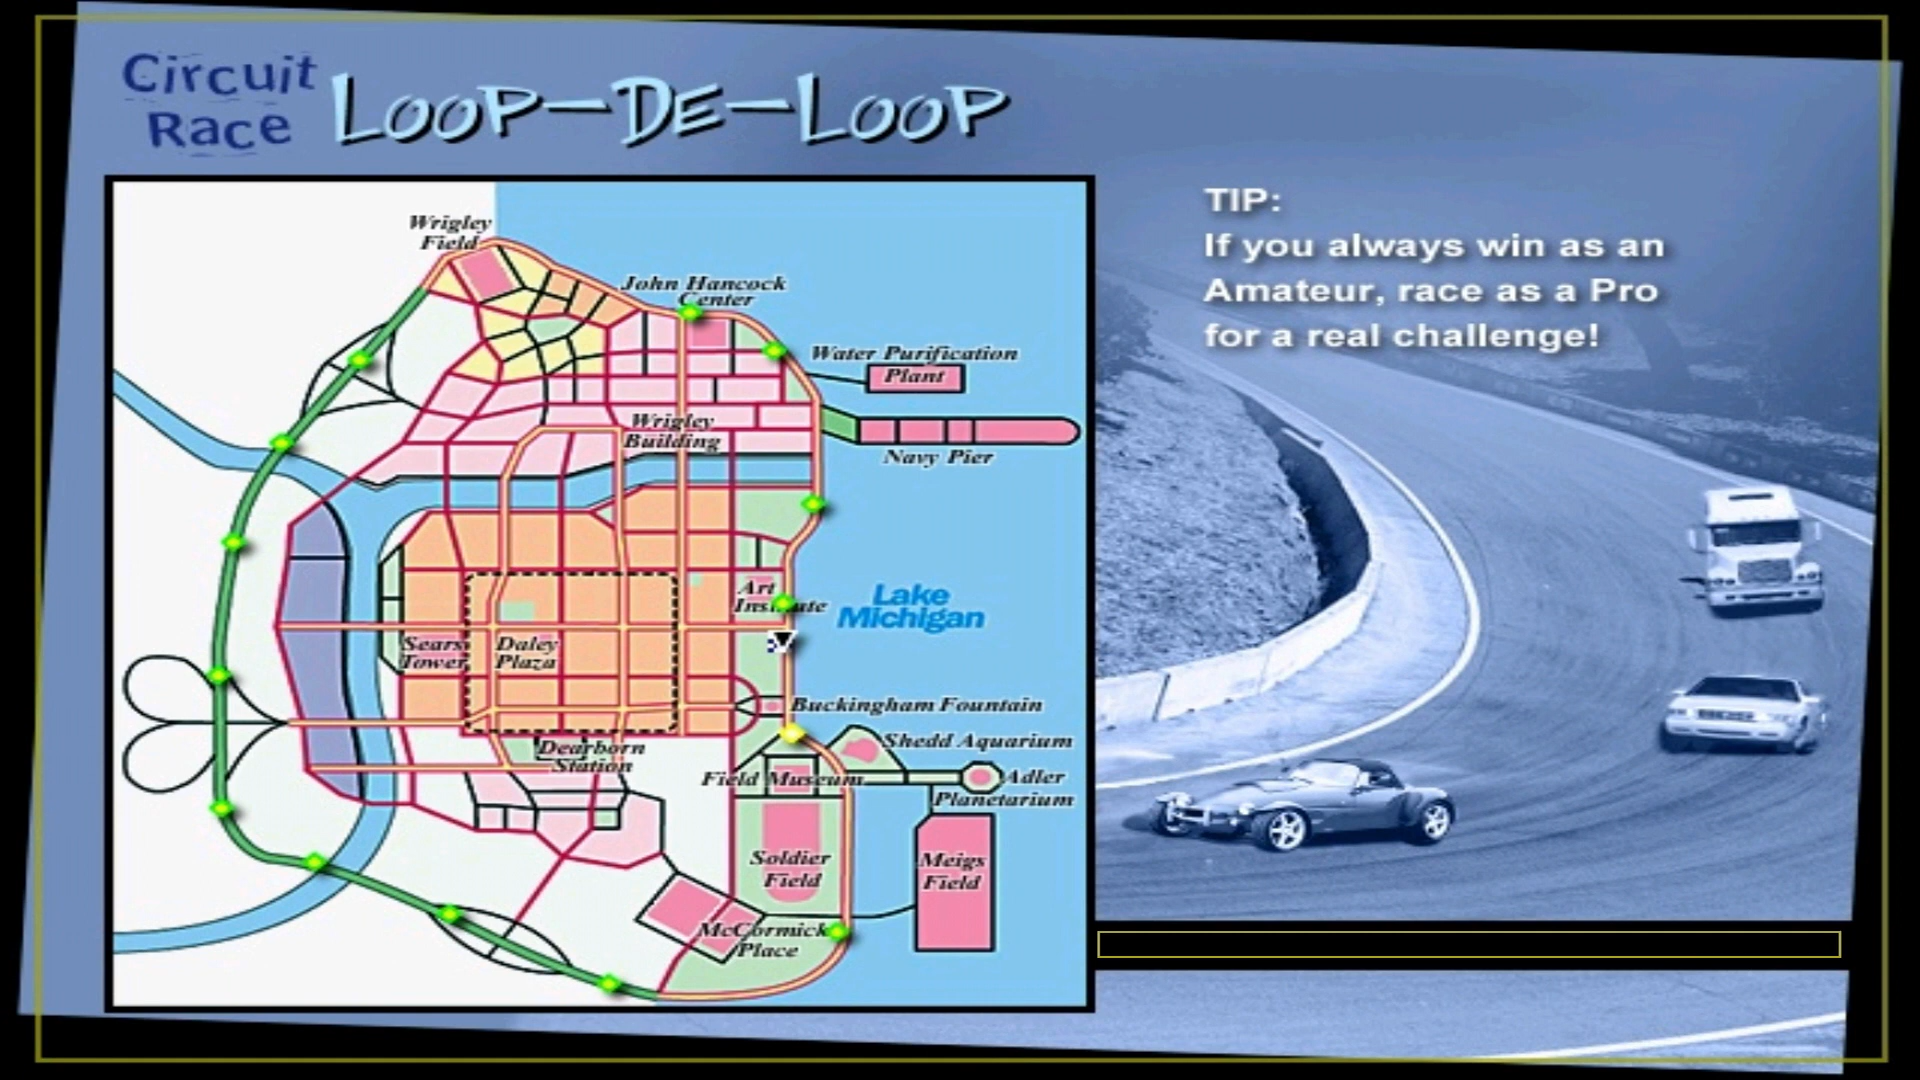 Circuit
Race
LOOP-DE-LOOP
TIP:
If you always win as an
Amateur, race as a Pro
for a real challenge!
Wrigley
Field
John Hancock
Center
Water Purification
Plant
Wrigley
Building
Navy Pier
Art
Institute
Lake
Michigan
Sears
Tower
Daley
Plaza
Buckingham Fountain
Shedd Aquarium
Dearborn
Station
Field Museum
Adler
Planetarium
Soldier
Field
Meigs
Field
McCormick
Place